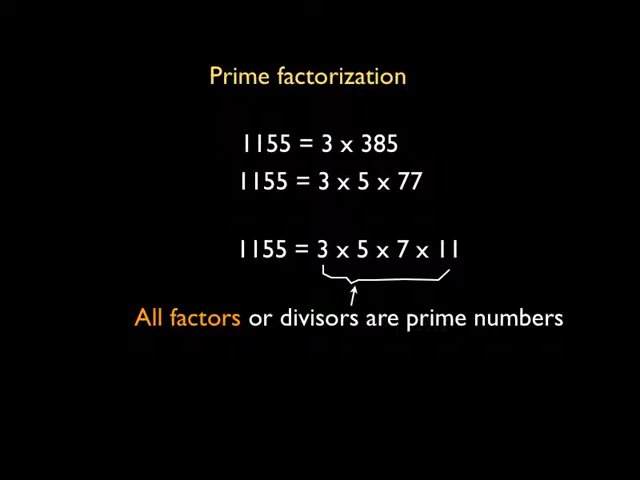 Prime factorization
1155 = 3 x 385
1155 = 3 x 5 x 77
1155 = 3 x 5 x 7 x 11
All factors or divisors are prime numbers